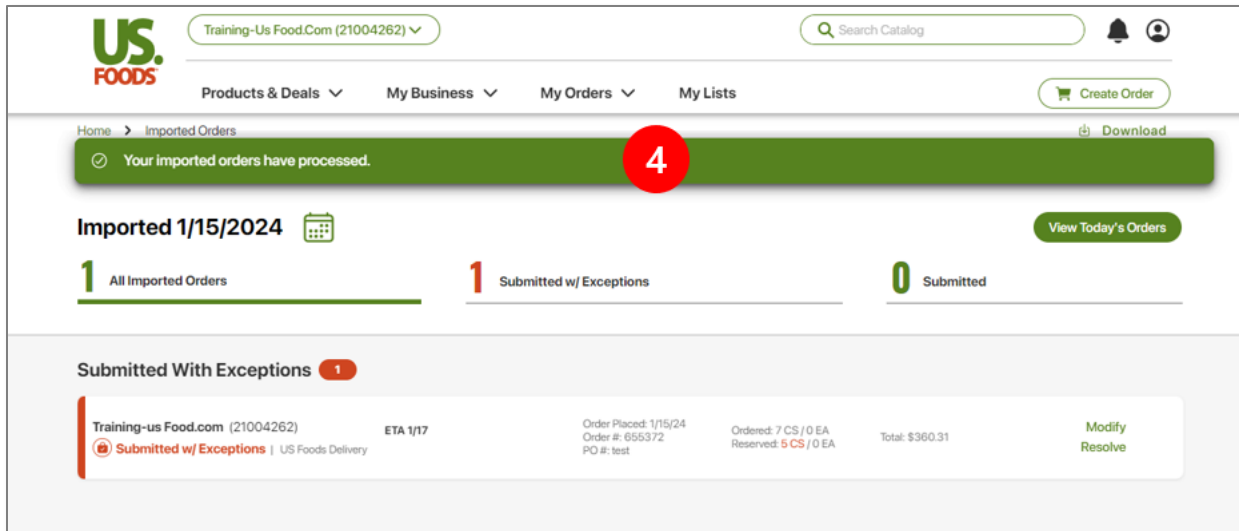 US.
FOODS
Training-Us Food.Com (21004262)
Search Catalog
Products & Deals
My Business
My Orders
My Lists
Create Order
Home > Imported Orders
Download
Your imported orders have processed.
4
Imported 1/15/2024
View Today's Orders
1 All Imported Orders
1 Submitted w/ Exceptions
0 Submitted
Submitted With Exceptions 1
Training-us Food.com (21004262)
Submitted w/ Exceptions | US Foods Delivery
ETA 1/17
Order Placed: 1/15/24
Order #: 655372
PO #: test
Ordered: 7 CS / 0 EA
Reserved: 5 CS / 0 EA
Total: $360.31
Modify
Resolve